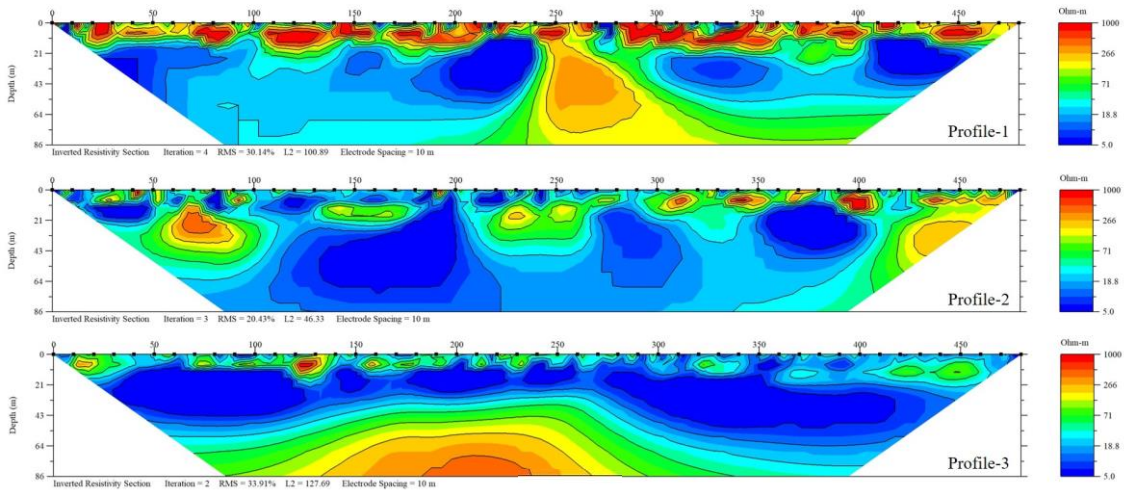 0 50 100 150 200 250 300 350 400 450
Ohm-m
0
21
43
64
86
Depth (m)
1000
266
71
18.8
5.0
Profile-1
Inverted Resistivity Section Iteration = 4 RMS = 30.14% L2 = 100.89 Electrode Spacing = 10 m
0 50 100 150 200 250 300 350 400 450
Ohm-m
0
21
43
64
86
Depth (m)
1000
266
71
18.8
5.0
Profile-2
Inverted Resistivity Section Iteration = 3 RMS = 20.43% L2 = 46.33 Electrode Spacing = 10 m
0 50 100 150 200 250 300 350 400 450
Ohm-m
0
21
43
64
86
Depth (m)
1000
266
71
18.8
5.0
Profile-3
Inverted Resistivity Section Iteration = 2 RMS = 33.91% L2 = 127.69 Electrode Spacing = 10 m